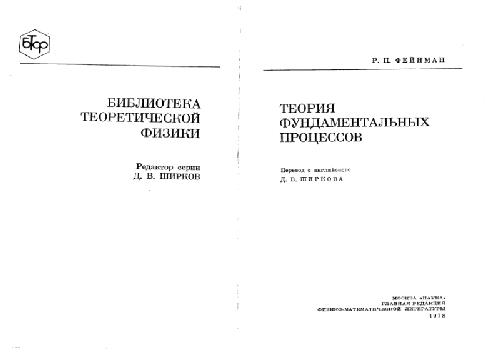 БТФ
БИБЛИОТЕКА
ТЕОРЕТИЧЕСКОЙ
ФИЗИКИ
Редактор серии
Д. В. ШИРКОВ
Р. П. ФЕЙНМАН
ТЕОРИЯ
ФУНДАМЕНТАЛЬНЫХ
ПРОЦЕССОВ
Перевод с английского
Д. В. ШИРКОВА
МОСКВА «НАУКА»
ГЛАВНАЯ РЕДАКЦИЯ
ФИЗИКО-МАТЕМАТИЧЕСКОЙ ЛИТЕРАТУРЫ
1978